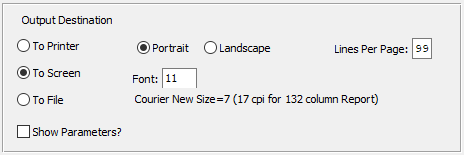 Output Destination
To Printer Portrait Landscape Lines Per Page: 99
To Screen Font: 11
To File Courier New Size=7 (17 cpi for 132 column Report)
Show Parameters?